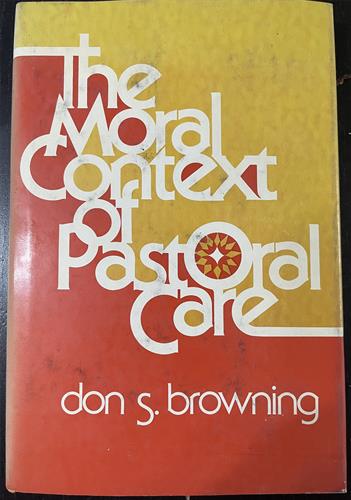 The
Moral
Context
of
Pastoral
Care
don s. browning